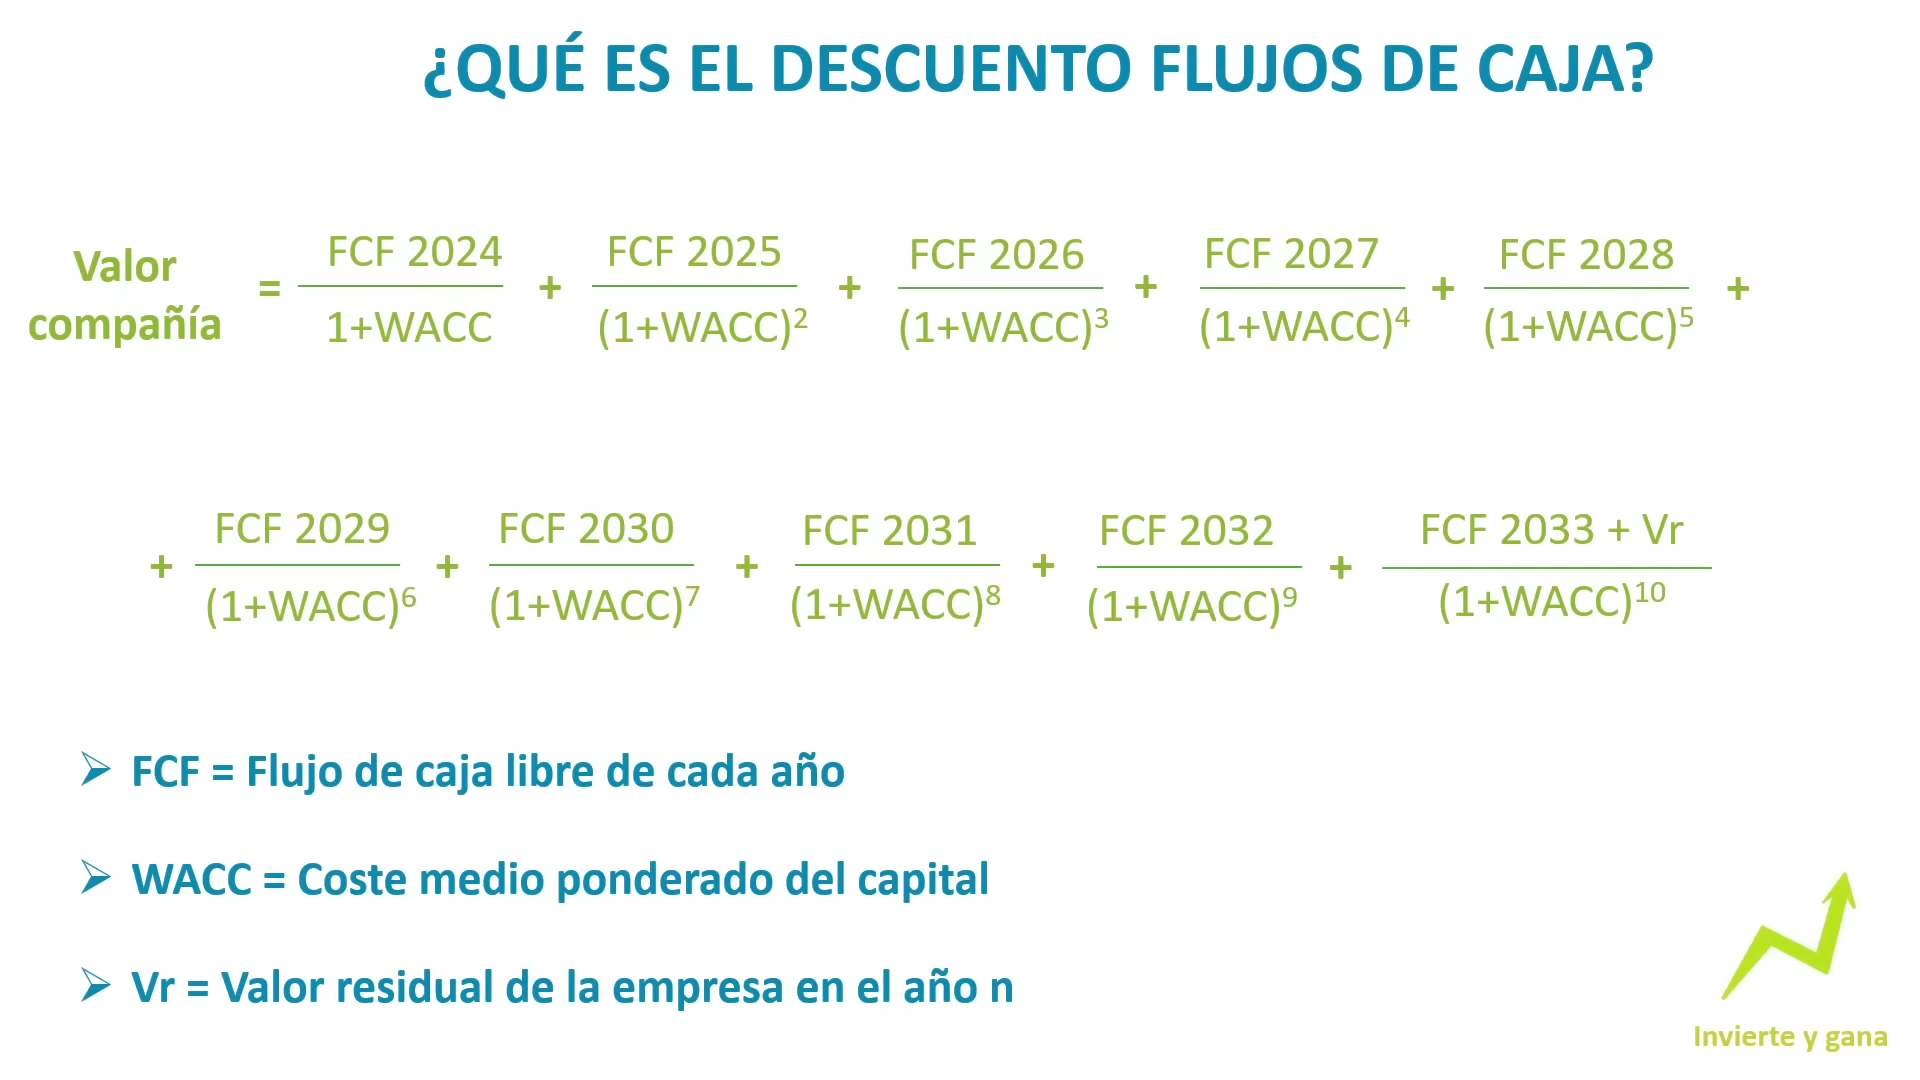 ¿QUÉ ES EL DESCUENTO FLUJOS DE CAJA?
Valor compañía = FCF 2024 / 1+WACC + FCF 2025 / (1+WACC)² + FCF 2026 / (1+WACC)³ + FCF 2027 / (1+WACC)⁴ + FCF 2028 / (1+WACC)⁵ +
+ FCF 2029 / (1+WACC)⁶ + FCF 2030 / (1+WACC)⁷ + FCF 2031 / (1+WACC)⁸ + FCF 2032 / (1+WACC)⁹ + FCF 2033 + Vr / (1+WACC)¹⁰
➢ FCF = Flujo de caja libre de cada año
➢ WACC = Coste medio ponderado del capital
➢ Vr = Valor residual de la empresa en el año n
Invierte y gana